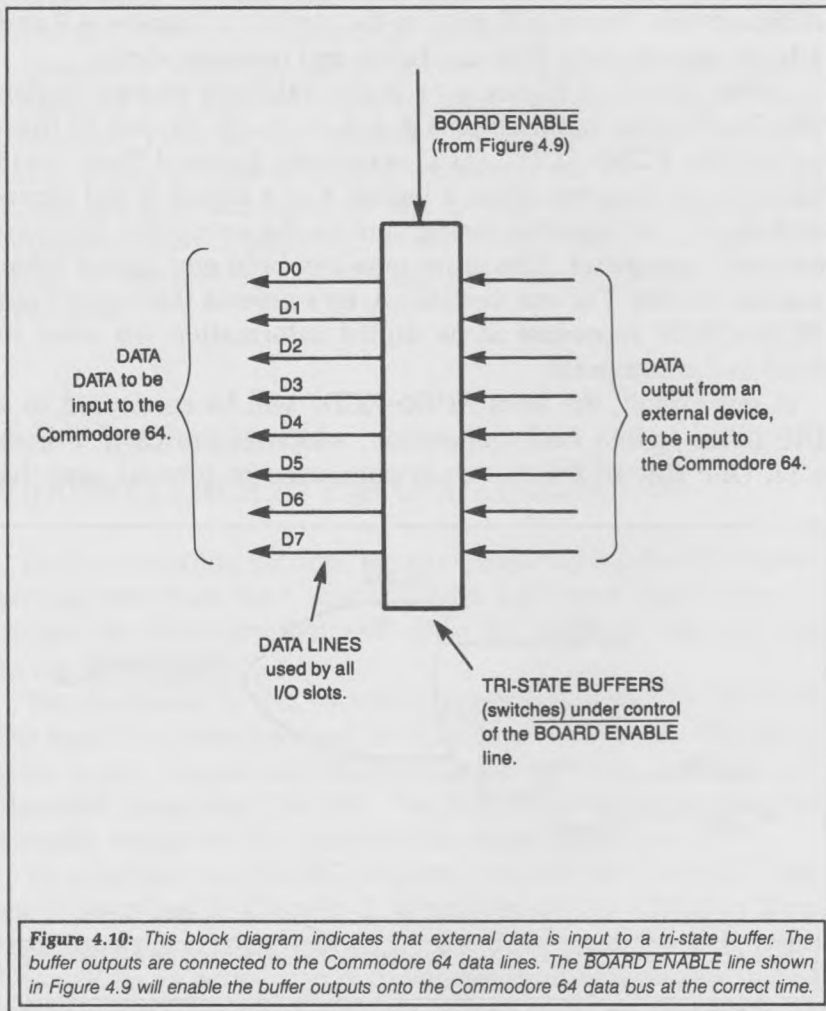 BOARD ENABLE
(from Figure 4.9)
D0
D1
D2
D3
D4
D5
D6
D7
DATA
DATA to be
input to the
Commodore 64.
DATA
output from an
external device,
to be input to
the Commodore 64.
DATA LINES
used by all
I/O slots.
TRI-STATE BUFFERS
(switches) under control
of the BOARD ENABLE
line.
Figure 4.10: This block diagram indicates that external data is input to a tri-state buffer. The
buffer outputs are connected to the Commodore 64 data lines. The BOARD ENABLE line shown
in Figure 4.9 will enable the buffer outputs onto the Commodore 64 data bus at the correct time.